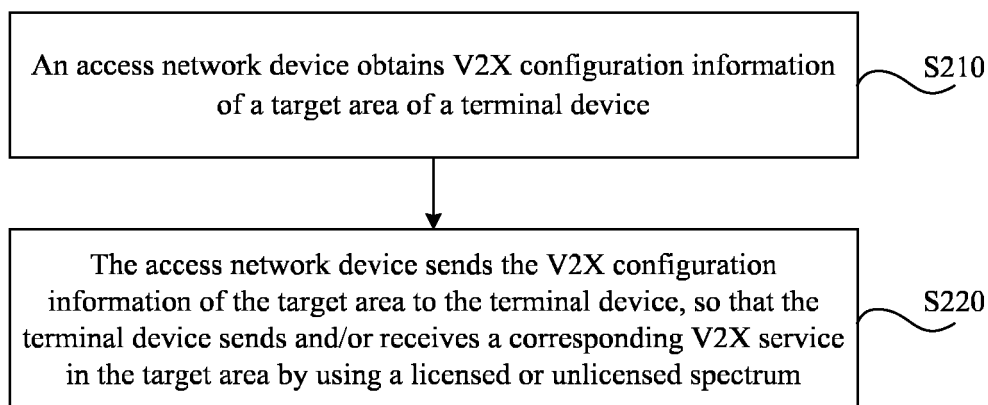 An access network device obtains V2X configuration information
of a target area of a terminal device
S210
The access network device sends the V2X configuration
information of the target area to the terminal device, so that the
terminal device sends and/or receives a corresponding V2X service
in the target area by using a licensed or unlicensed spectrum
S220